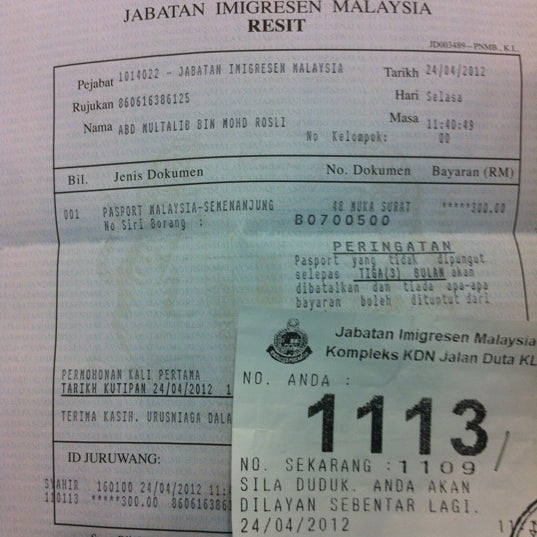 JABATAN IMIGRESEN MALAYSIA
RESIT
JD003489-PNMB., K.L.
Pejabat 1014022 - JABATAN IMIGRESEN MALAYSIA Tarikh 24/04/2012
Rujukan 860616386125 Hari Selasa
Nama ABD MULTALIB BIN MOHD ROSLI Masa 11:40:49
No Kelompok: 00
Bil. Jenis Dokumen No. Dokumen Bayaran (RM)
001 PASPORT MALAYSIA-SEMENANJUNG 48 MUKA SURAT *****300.00
No Siri Borang : B0700500
PERINGATAN
Pasport yang tidak dipungut
selepas TIGA(3) BULAN akan
dibatalkan dan tiada apa-apa
bayaran boleh dituntut dari
PERMOHONAN KALI PERTAMA
TARIKH KUTIPAN 24/04/2012 1
TERIMA KASIH. URUSNIAGA DALA
ID JURUWANG:
SYAHIR 160100 24/04/2012 11:4
110113 *****300.00 8606163
Jabatan Imigresen Malaysia
Kompleks KDN Jalan Duta KL
NO. ANDA :
1113
NO. SEKARANG : 1109
SILA DUDUK. ANDA AKAN
DILAYAN SEBENTAR LAGI.
24/04/2012 11: